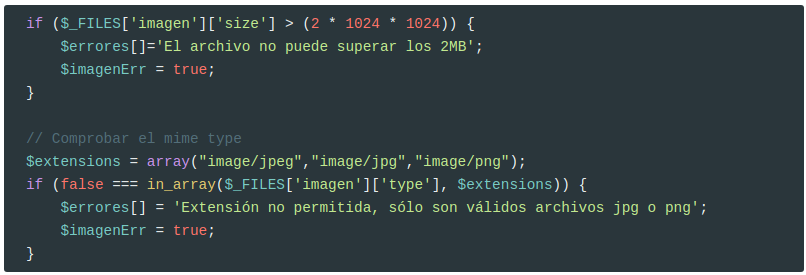 if ($_FILES['imagen']['size'] > (2 * 1024 * 1024)) {
    $errores[]='El archivo no puede superar los 2MB';
    $imagenErr = true;
}

// Comprobar el mime type
$extensions = array("image/jpeg","image/jpg","image/png");
if (false === in_array($_FILES['imagen']['type'], $extensions)) {
    $errores[] = 'Extensión no permitida, sólo son válidos archivos jpg o png';
    $imagenErr = true;
}